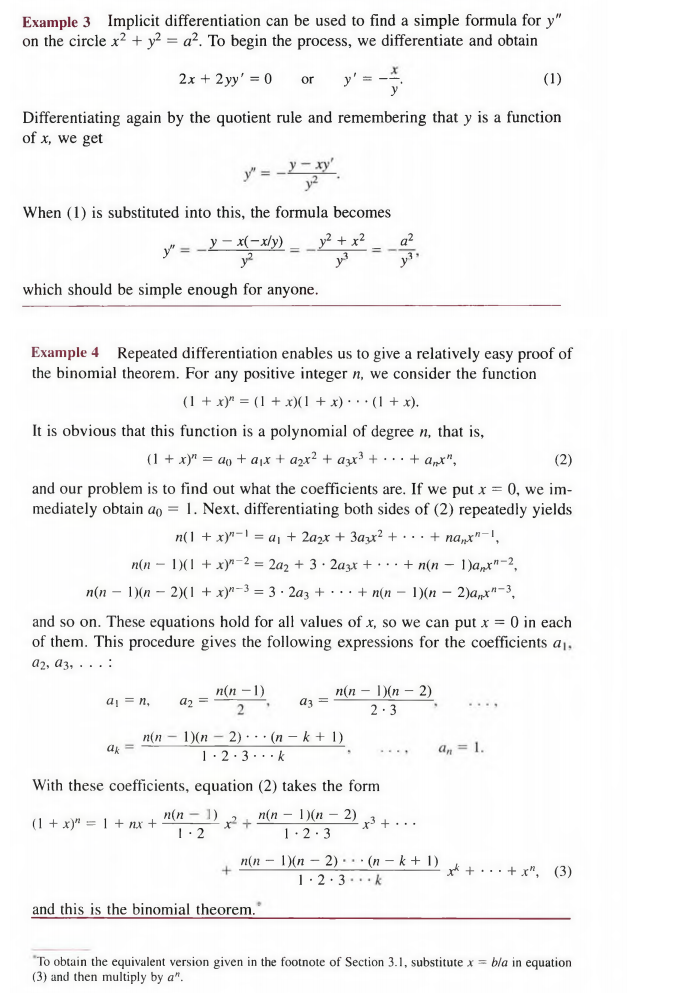 Example 3 Implicit differentiation can be used to find a simple formula for y″
on the circle x² + y² = a². To begin the process, we differentiate and obtain
2x + 2yy′ = 0 or y′ = −x/y. (1)
Differentiating again by the quotient rule and remembering that y is a function
of x, we get
y″ = −(y − xy′)/y².
When (1) is substituted into this, the formula becomes
y″ = −(y − x(−x/y))/y² = −(y² + x²)/y³ = −a²/y³,
which should be simple enough for anyone.
Example 4 Repeated differentiation enables us to give a relatively easy proof of
the binomial theorem. For any positive integer n, we consider the function
(1 + x)ⁿ = (1 + x)(1 + x) · · · (1 + x).
It is obvious that this function is a polynomial of degree n, that is,
(1 + x)ⁿ = a₀ + a₁x + a₂x² + a₃x³ + · · · + aₙxⁿ, (2)
and our problem is to find out what the coefficients are. If we put x = 0, we im-
mediately obtain a₀ = 1. Next, differentiating both sides of (2) repeatedly yields
n(1 + x)ⁿ⁻¹ = a₁ + 2a₂x + 3a₃x² + · · · + naₙxⁿ⁻¹,
n(n − 1)(1 + x)ⁿ⁻² = 2a₂ + 3 · 2a₃x + · · · + n(n − 1)aₙxⁿ⁻²,
n(n − 1)(n − 2)(1 + x)ⁿ⁻³ = 3 · 2a₃ + · · · + n(n − 1)(n − 2)aₙxⁿ⁻³,
and so on. These equations hold for all values of x, so we can put x = 0 in each
of them. This procedure gives the following expressions for the coefficients a₁,
a₂, a₃, . . . :
a₁ = n, a₂ = n(n − 1)/2, a₃ = n(n − 1)(n − 2)/(2 · 3), . . . ,
aₖ = n(n − 1)(n − 2) · · · (n − k + 1)/(1 · 2 · 3 · · · k), . . . , aₙ = 1.
With these coefficients, equation (2) takes the form
(1 + x)ⁿ = 1 + nx + n(n − 1)/(1 · 2) x² + n(n − 1)(n − 2)/(1 · 2 · 3) x³ + · · ·
+ n(n − 1)(n − 2) · · · (n − k + 1)/(1 · 2 · 3 · · · k) xᵏ + · · · + xⁿ, (3)
and this is the binomial theorem.*
*To obtain the equivalent version given in the footnote of Section 3.1, substitute x = b/a in equation
(3) and then multiply by aⁿ.